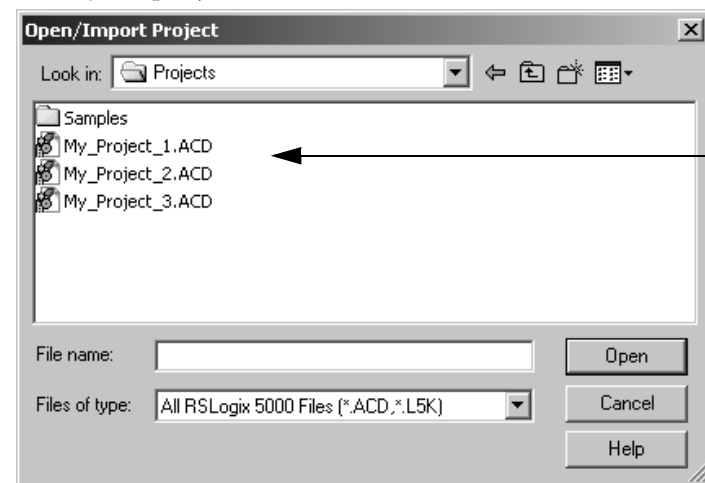 Open/Import Project
Look in: Projects
Samples
My_Project_1.ACD
My_Project_2.ACD
My_Project_3.ACD
File name: Open
Files of type: All RSLogix 5000 Files (*.ACD,*.L5K) Cancel
Help